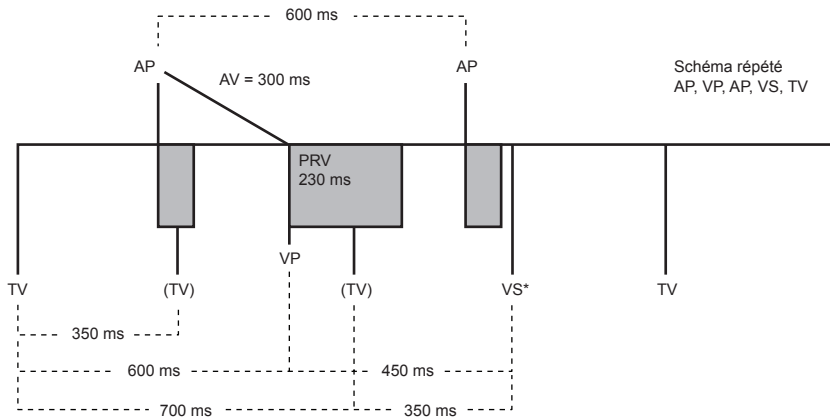 600 ms
AP
AP
AV = 300 ms
Schéma répété
AP, VP, AP, VS, TV
PRV
230 ms
VP
TV
(TV)
(TV)
VS*
TV
350 ms
600 ms
450 ms
700 ms
350 ms